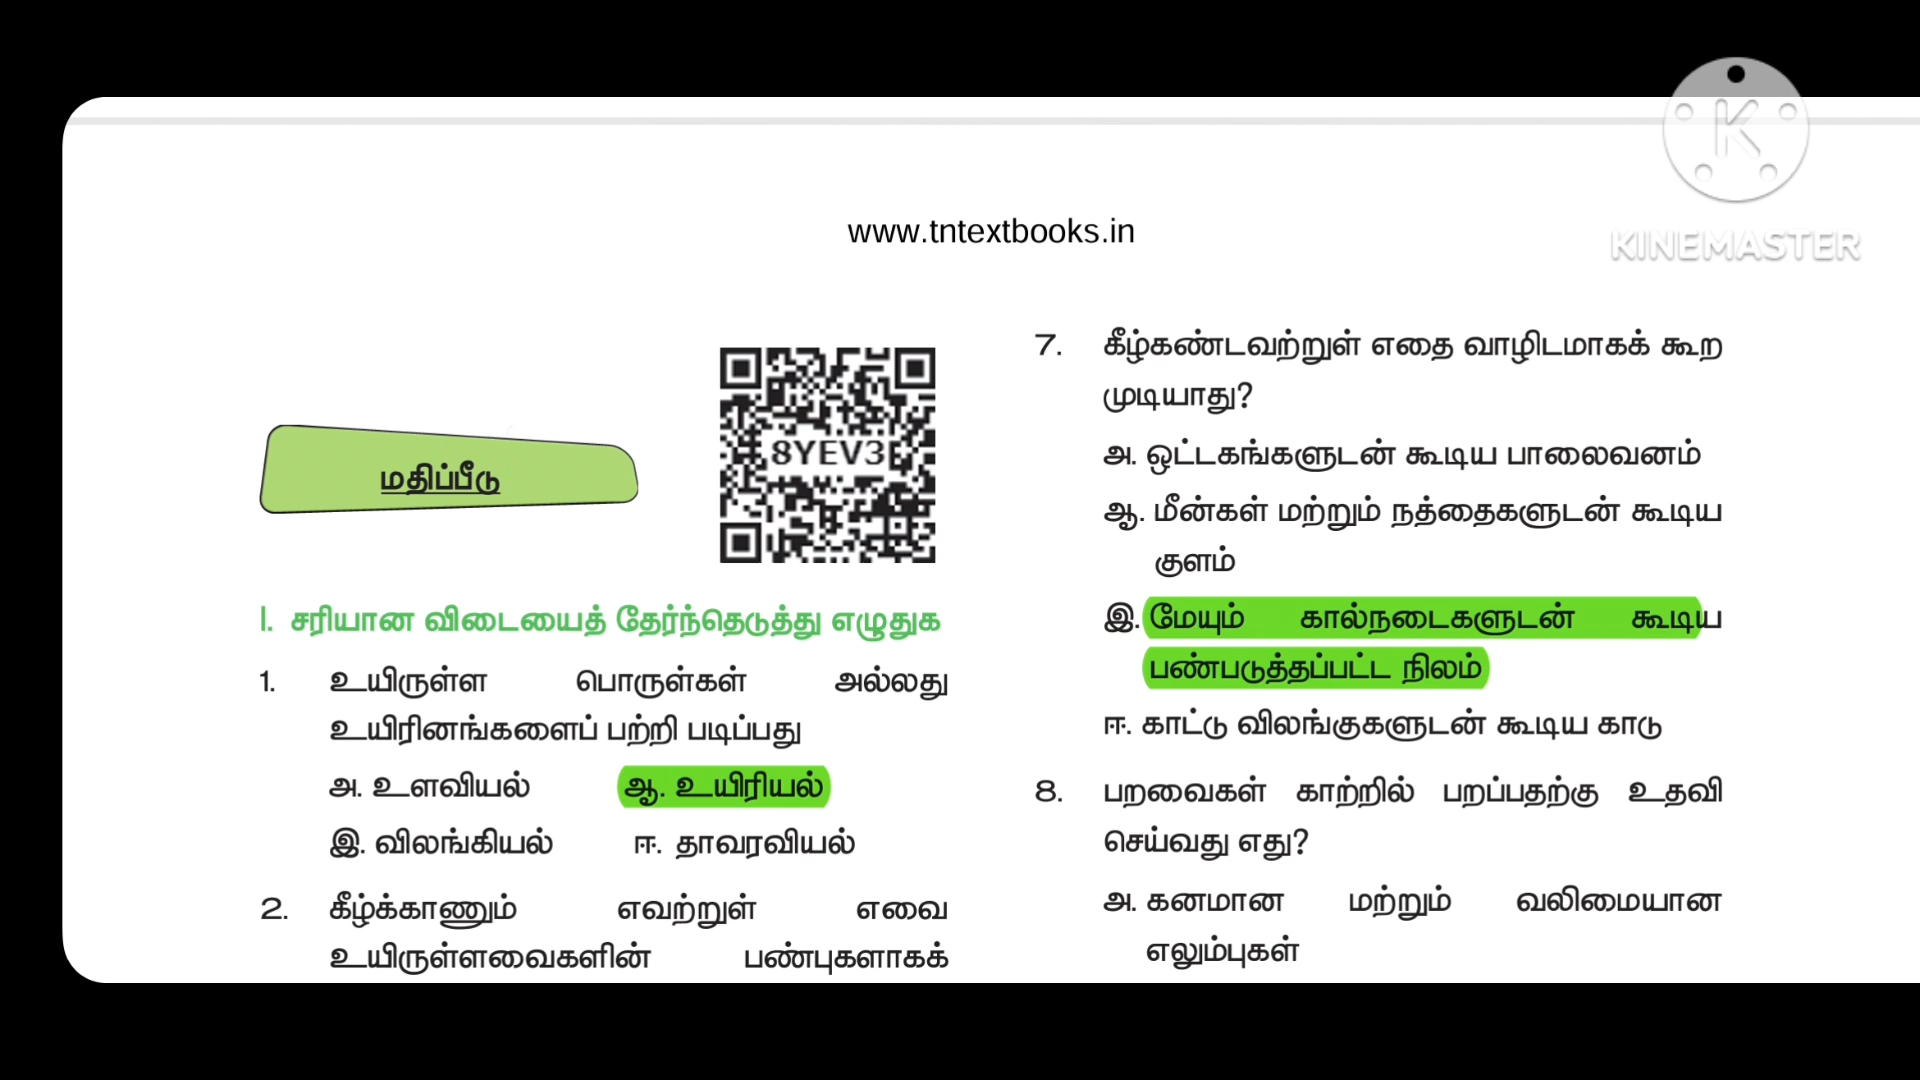 KINEMASTER
www.tntextbooks.in
8YEV3E
மதிப்பீடு
I. சரியான விடையைத் தேர்ந்தெடுத்து எழுதுக
1. உயிருள்ள பொருள்கள் அல்லது
உயிரினங்களைப் பற்றி படிப்பது
அ. உளவியல் ஆ. உயிரியல்
இ. விலங்கியல் ஈ. தாவரவியல்
2. கீழ்க்காணும் எவற்றுள் எவை
உயிருள்ளவைகளின் பண்புகளாகக்
7. கீழ்கண்டவற்றுள் எதை வாழிடமாகக் கூற
முடியாது?
அ. ஒட்டகங்களுடன் கூடிய பாலைவனம்
ஆ. மீன்கள் மற்றும் நத்தைகளுடன் கூடிய
குளம்
இ. மேயும் கால்நடைகளுடன் கூடிய
பண்படுத்தப்பட்ட நிலம்
ஈ. காட்டு விலங்குகளுடன் கூடிய காடு
8. பறவைகள் காற்றில் பறப்பதற்கு உதவி
செய்வது எது?
அ. கனமான மற்றும் வலிமையான
எலும்புகள்